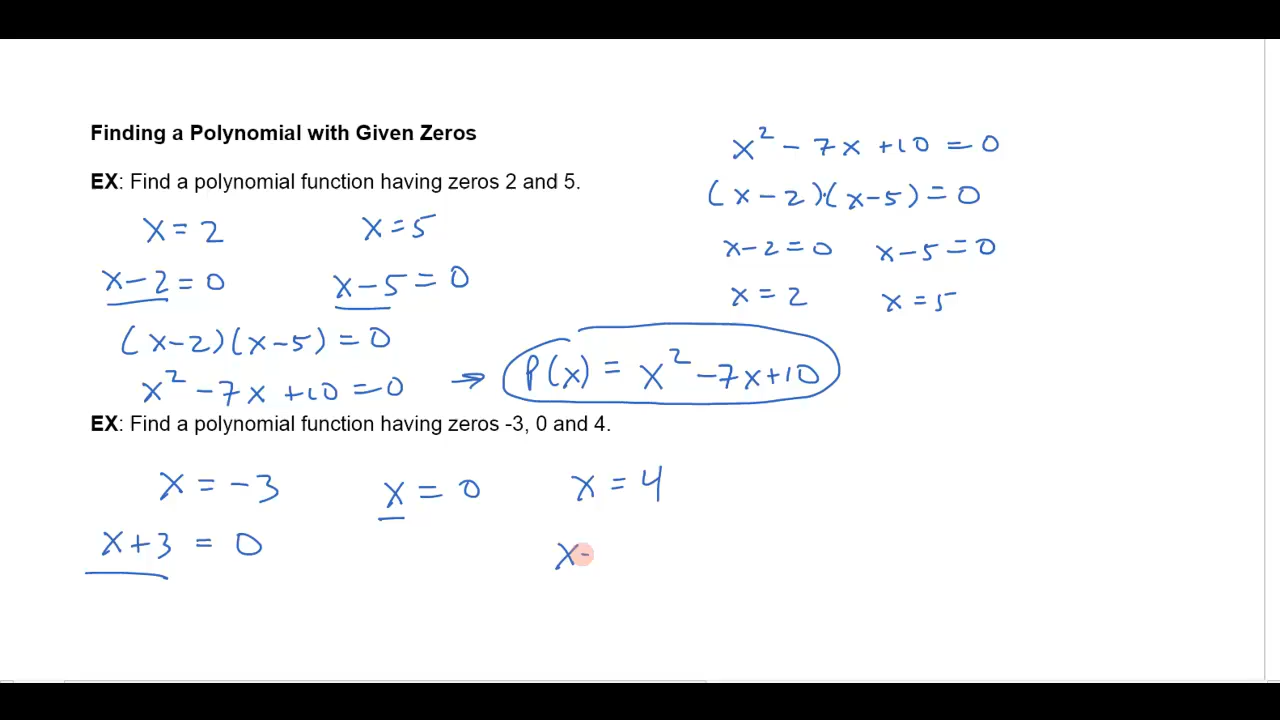 Finding a Polynomial with Given Zeros
EX: Find a polynomial function having zeros 2 and 5.
x = 2 x = 5
x - 2 = 0 x - 5 = 0
(x - 2)(x - 5) = 0
x² - 7x + 10 = 0 → P(x) = x² - 7x + 10
x² - 7x + 10 = 0
(x - 2)·(x - 5) = 0
x - 2 = 0 x - 5 = 0
x = 2 x = 5
EX: Find a polynomial function having zeros -3, 0 and 4.
x = -3 x = 0 x = 4
x + 3 = 0 x -